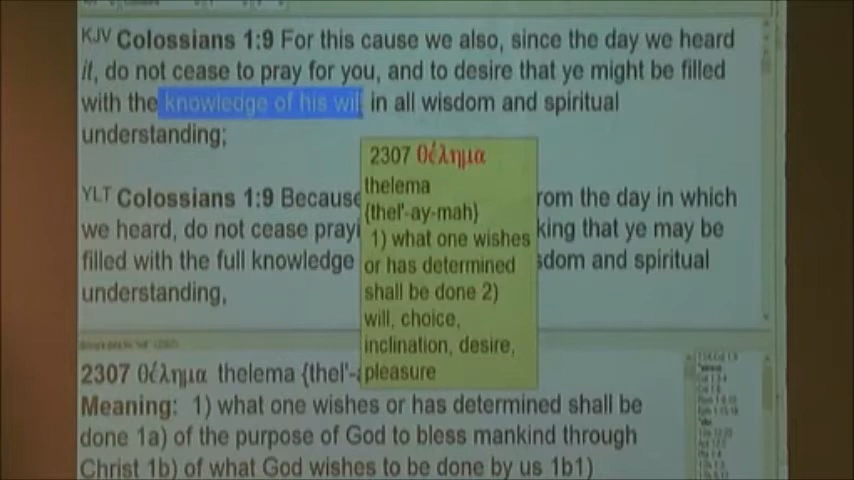 KJV Colossians 1:9 For this cause we also, since the day we heard
it, do not cease to pray for you, and to desire that ye might be filled
with the knowledge of his wil in all wisdom and spiritual
understanding;
2307 θέλημα
thelema
{thel'-ay-mah}
1) what one wishes
or has determined
shall be done 2)
will, choice,
inclination, desire,
pleasure
YLT Colossians 1:9 Because rom the day in which
we heard, do not cease prayi king that ye may be
filled with the full knowledge sdom and spiritual
understanding,
2307 θέλημα thelema {thel'-a
Meaning: 1) what one wishes or has determined shall be
done 1a) of the purpose of God to bless mankind through
Christ 1b) of what God wishes to be done by us 1b1)